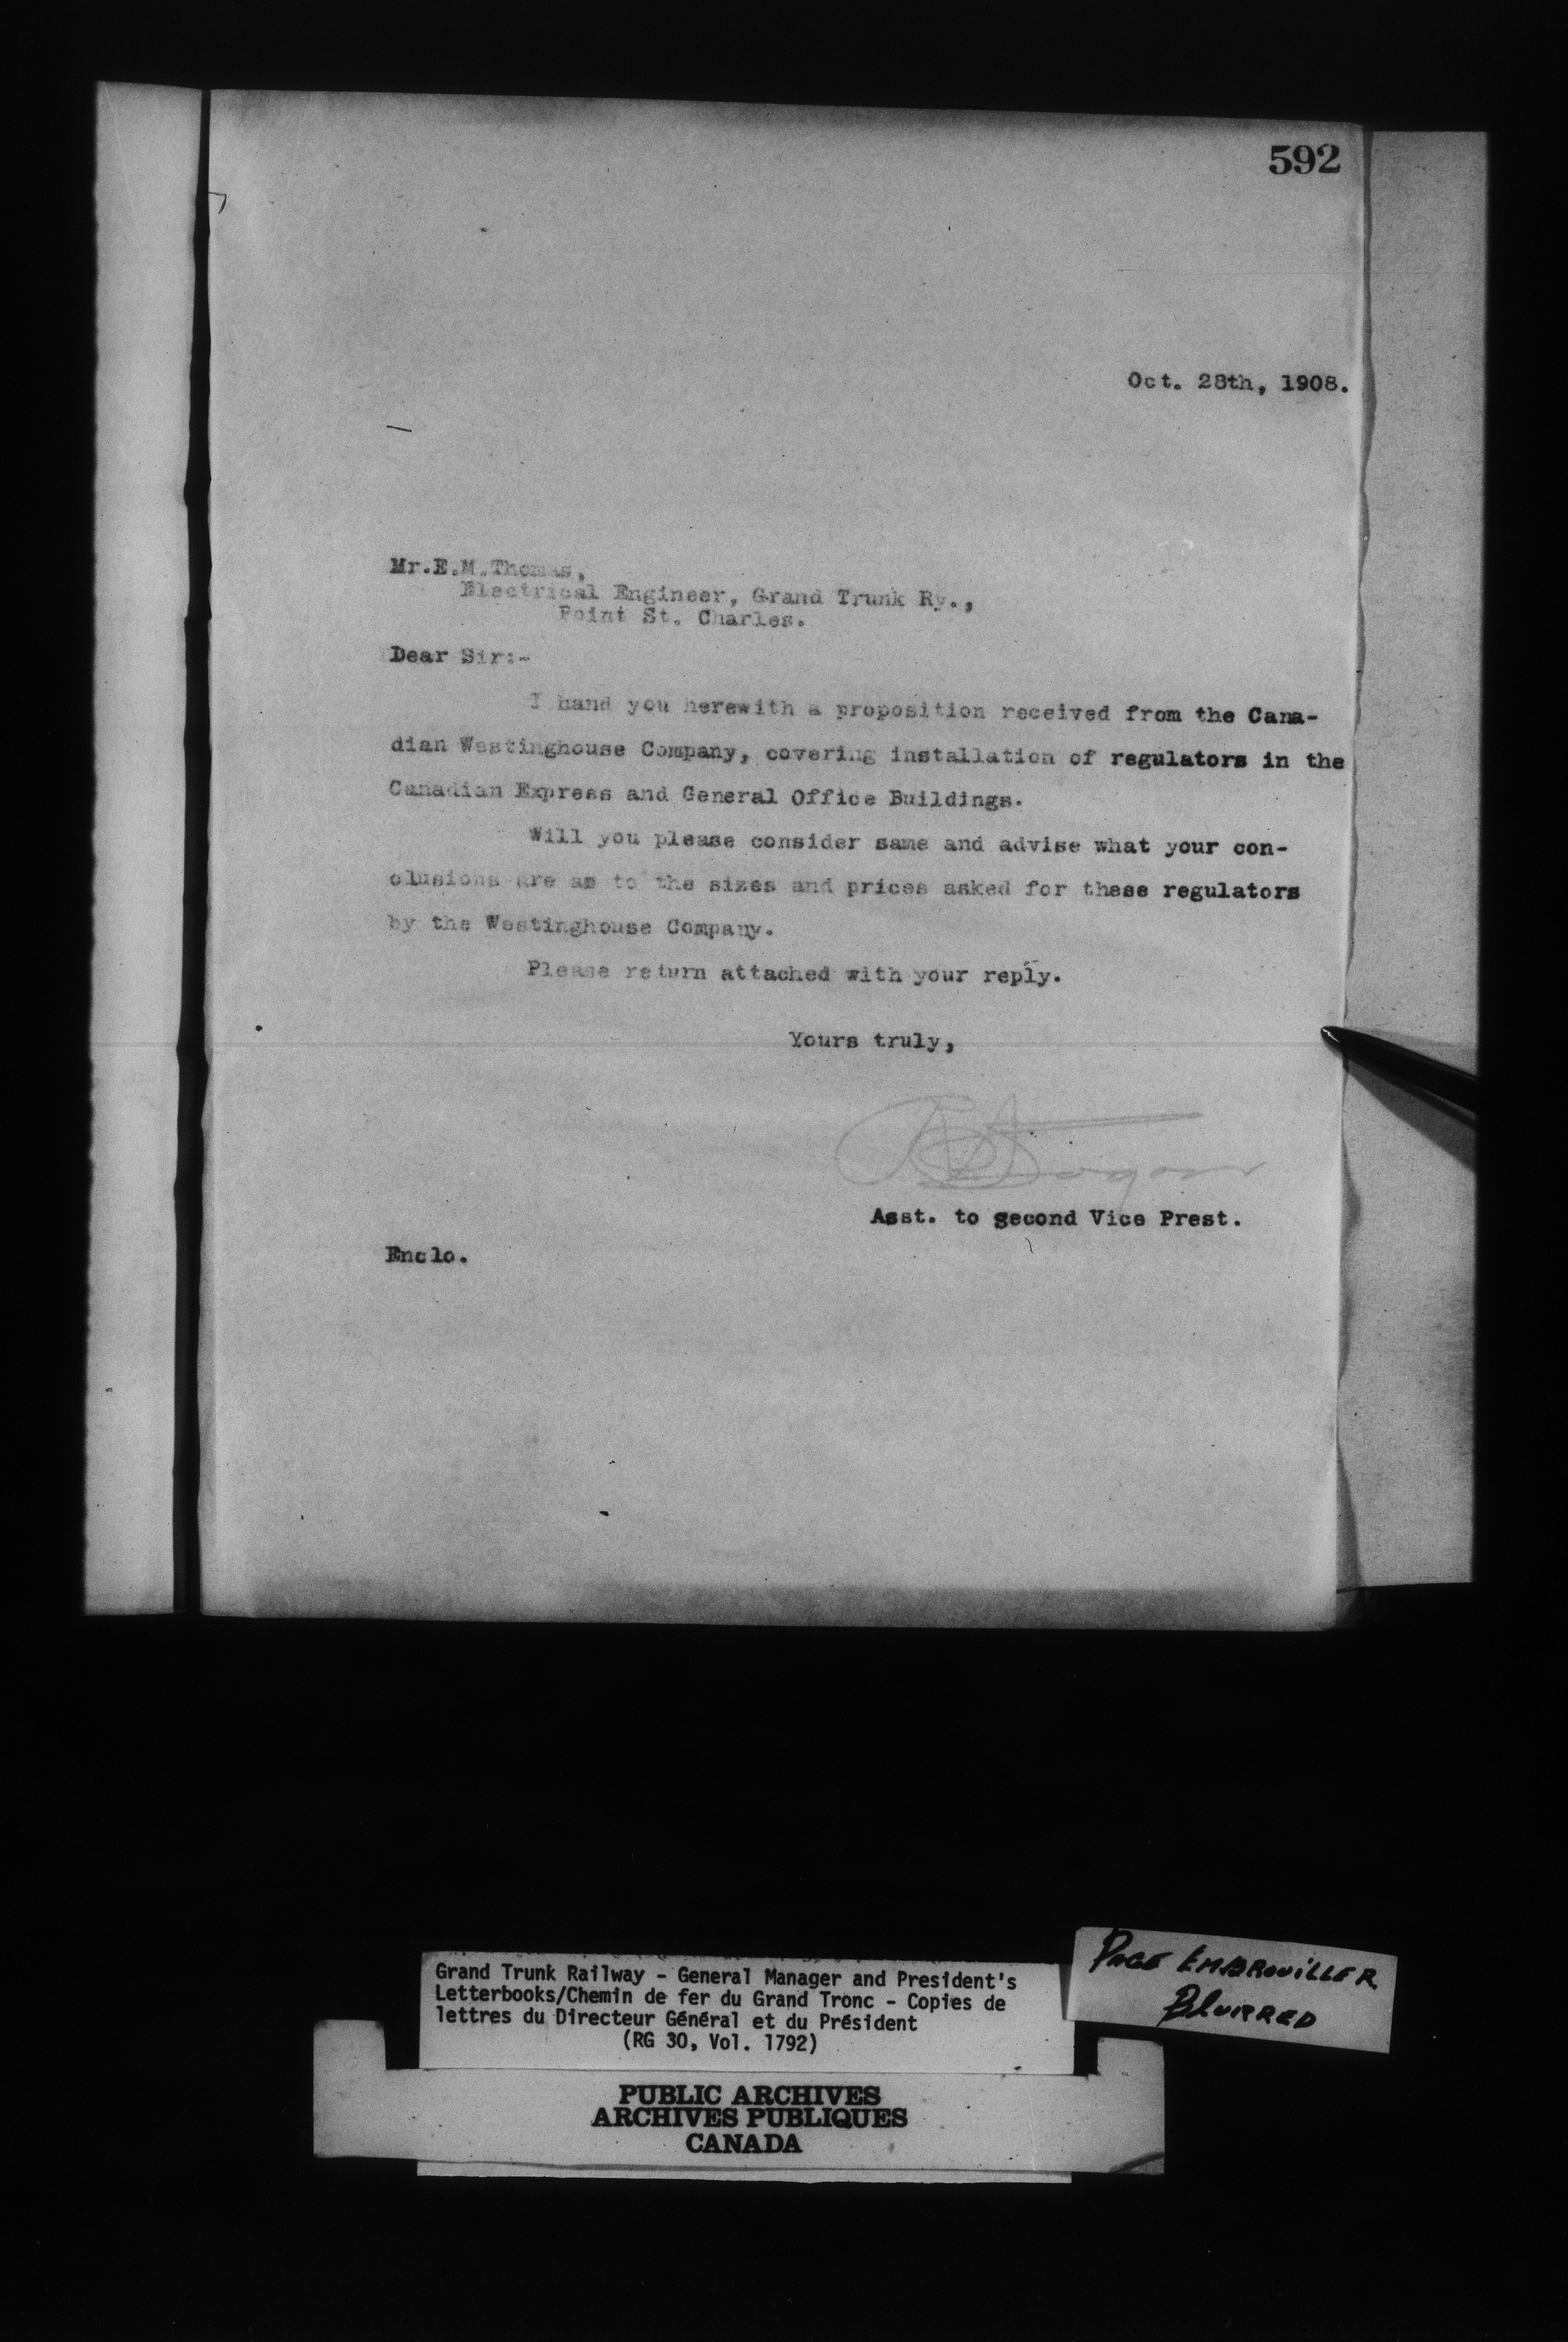 592
Oct. 28th, 1908.
Mr.E.M.Thomas,
Electrical Engineer, Grand Trunk Ry.,
Point St. Charles.
Dear Sir:-
I hand you herewith a proposition received from the Cana-
dian Westinghouse Company, covering installation of regulators in the
Canadian Express and General Office Buildings.
Will you please consider same and advise what your con-
clusions are as to the sizes and prices asked for these regulators
by the Westinghouse Company.
Please return attached with your reply.
Yours truly,
Asst. to second Vice Prest.
Enclo.
Grand Trunk Railway - General Manager and President's
Letterbooks/Chemin de fer du Grand Tronc - Copies de
lettres du Directeur Général et du Président
(RG 30, Vol. 1792)
PAGE EMBROUILLER
BLURRED
PUBLIC ARCHIVES
ARCHIVES PUBLIQUES
CANADA